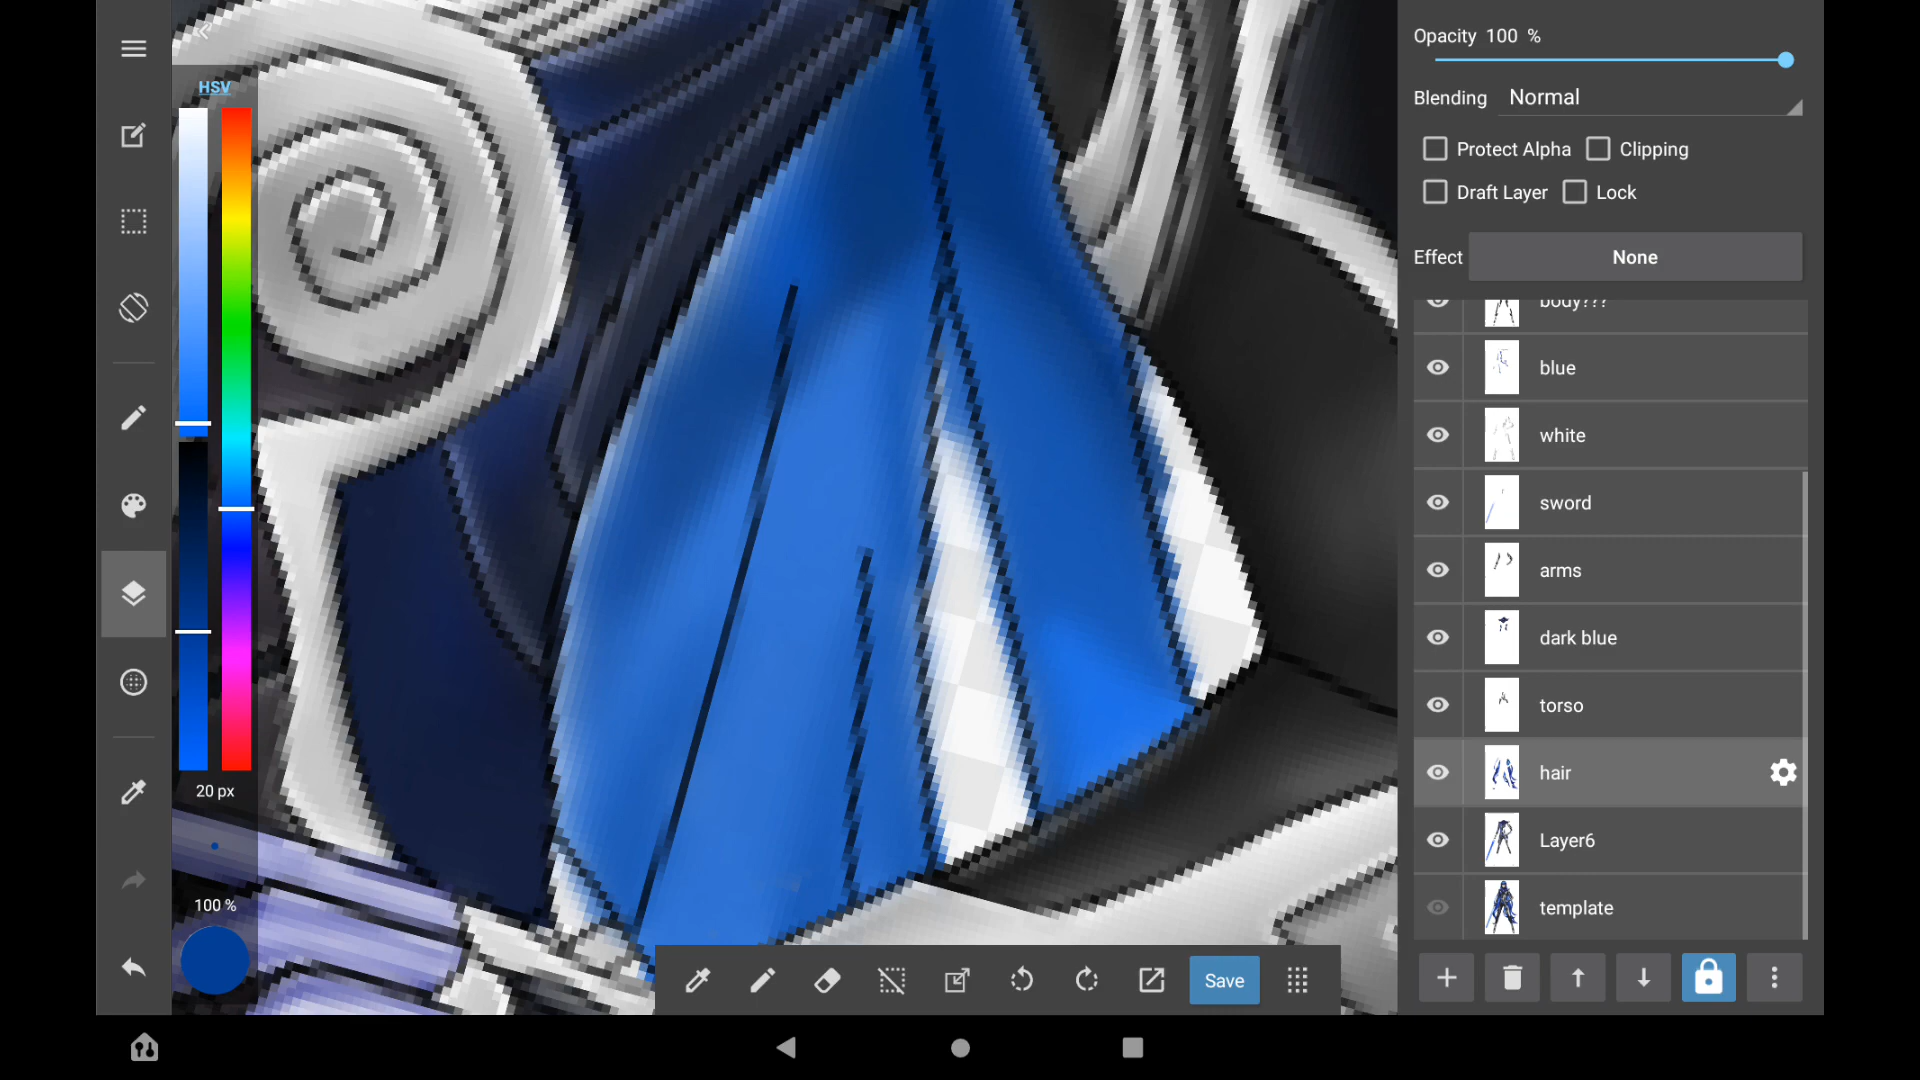 Opacity 100 %
HSV
Blending Normal
Protect Alpha Clipping
Draft Layer Lock
Effect None
body???
blue
white
sword
arms
dark blue
torso
hair
20 px
Layer6
100 %
template
Save